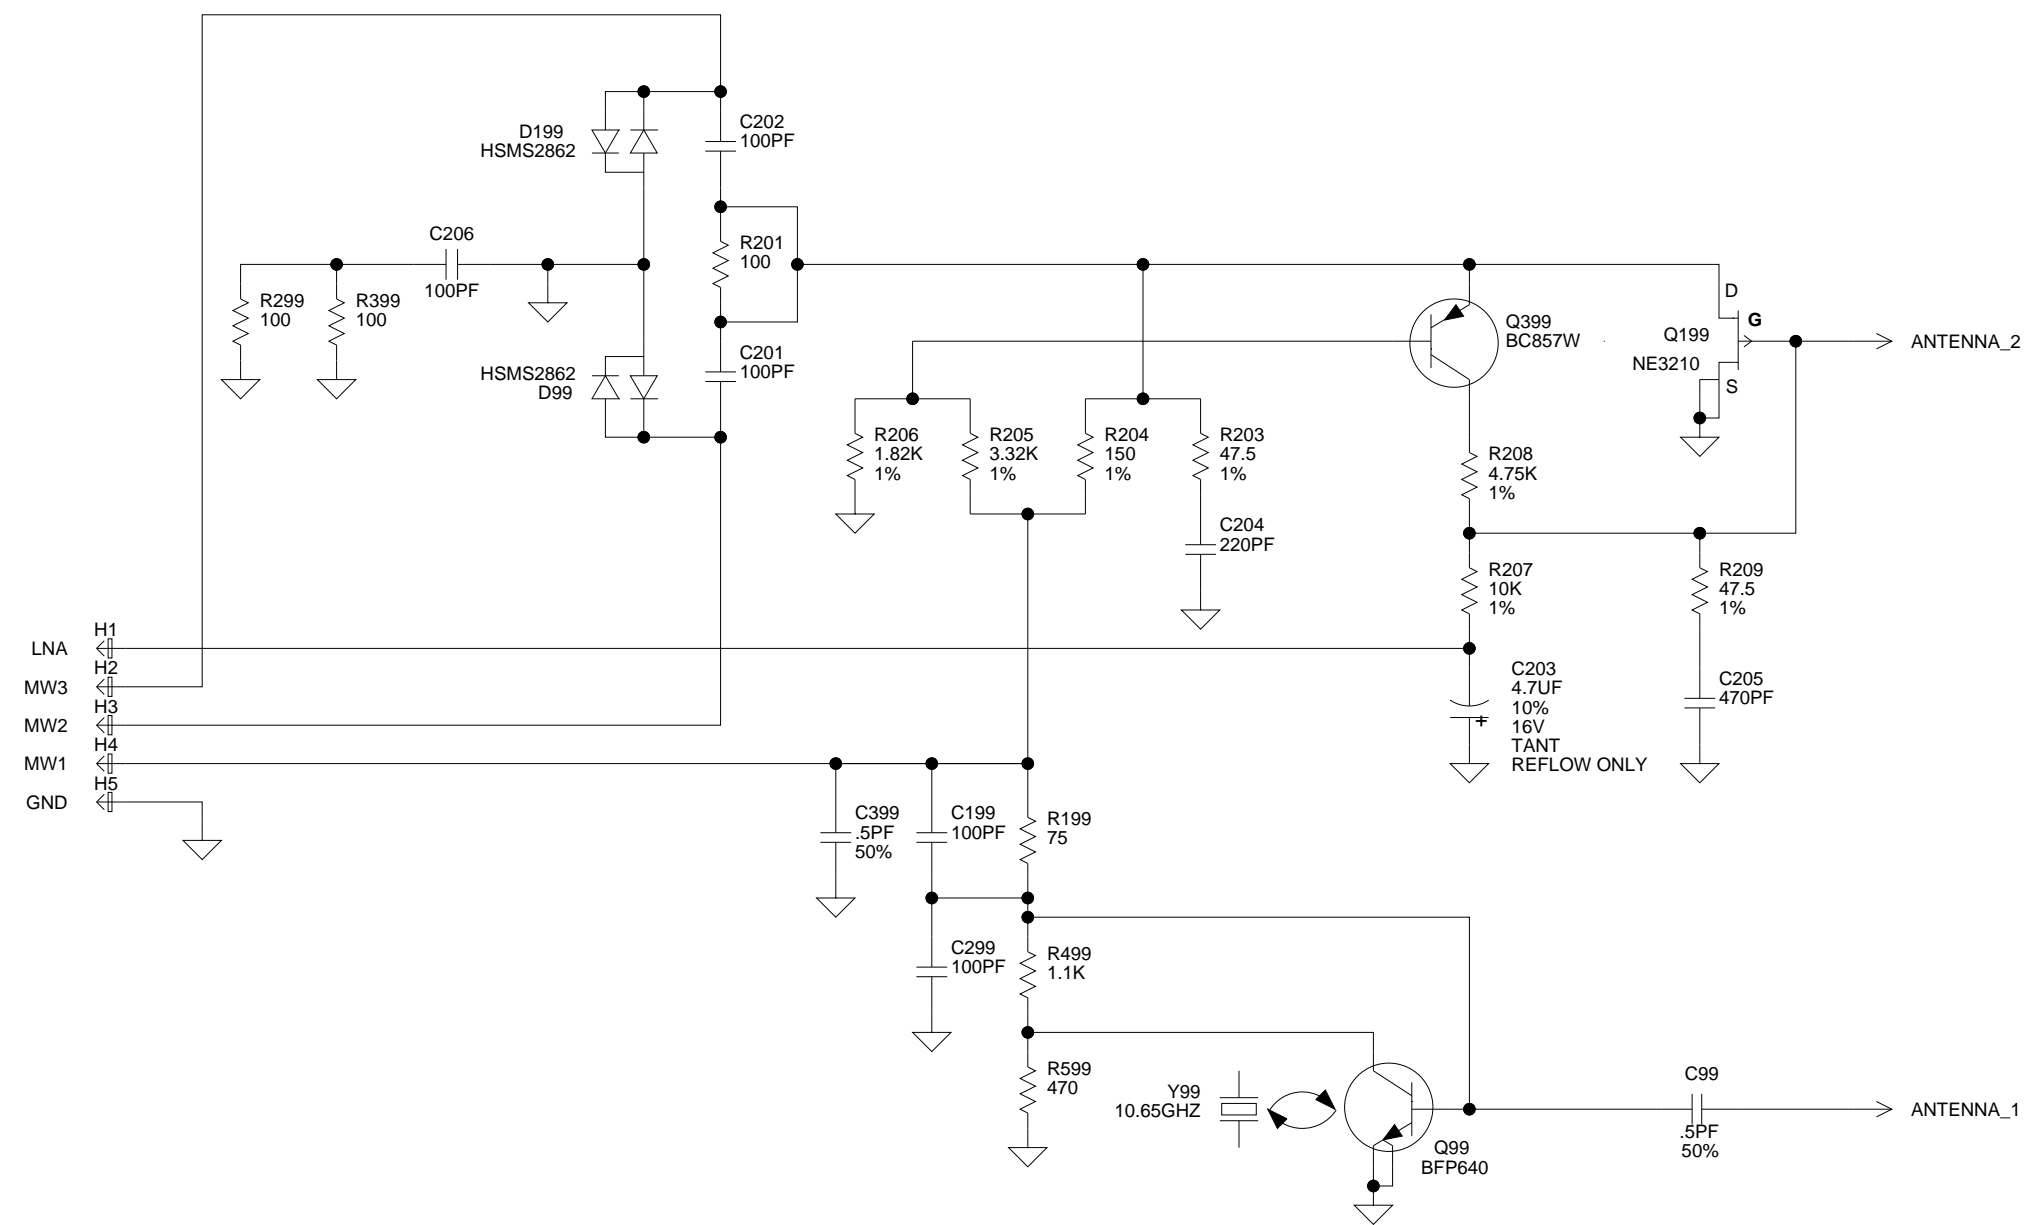 D199
HSMS2862
C202
100PF
C206
100PF
R201
100
R299
100
R399
100
HSMS2862
D99
C201
100PF
Q399
BC857W
D
G
Q199
NE3210
S
ANTENNA_2
R206
1.82K
1%
R205
3.32K
1%
R204
150
1%
R203
47.5
1%
R208
4.75K
1%
C204
220PF
R207
10K
1%
R209
47.5
1%
H1
LNA
H2
MW3
H3
MW2
H4
MW1
H5
GND
C203
4.7UF
10%
16V
TANT
REFLOW ONLY
+
C205
470PF
C399
.5PF
50%
C199
100PF
R199
75
C299
100PF
R499
1.1K
R599
470
Y99
10.65GHZ
Q99
BFP640
C99
.5PF
50%
ANTENNA_1